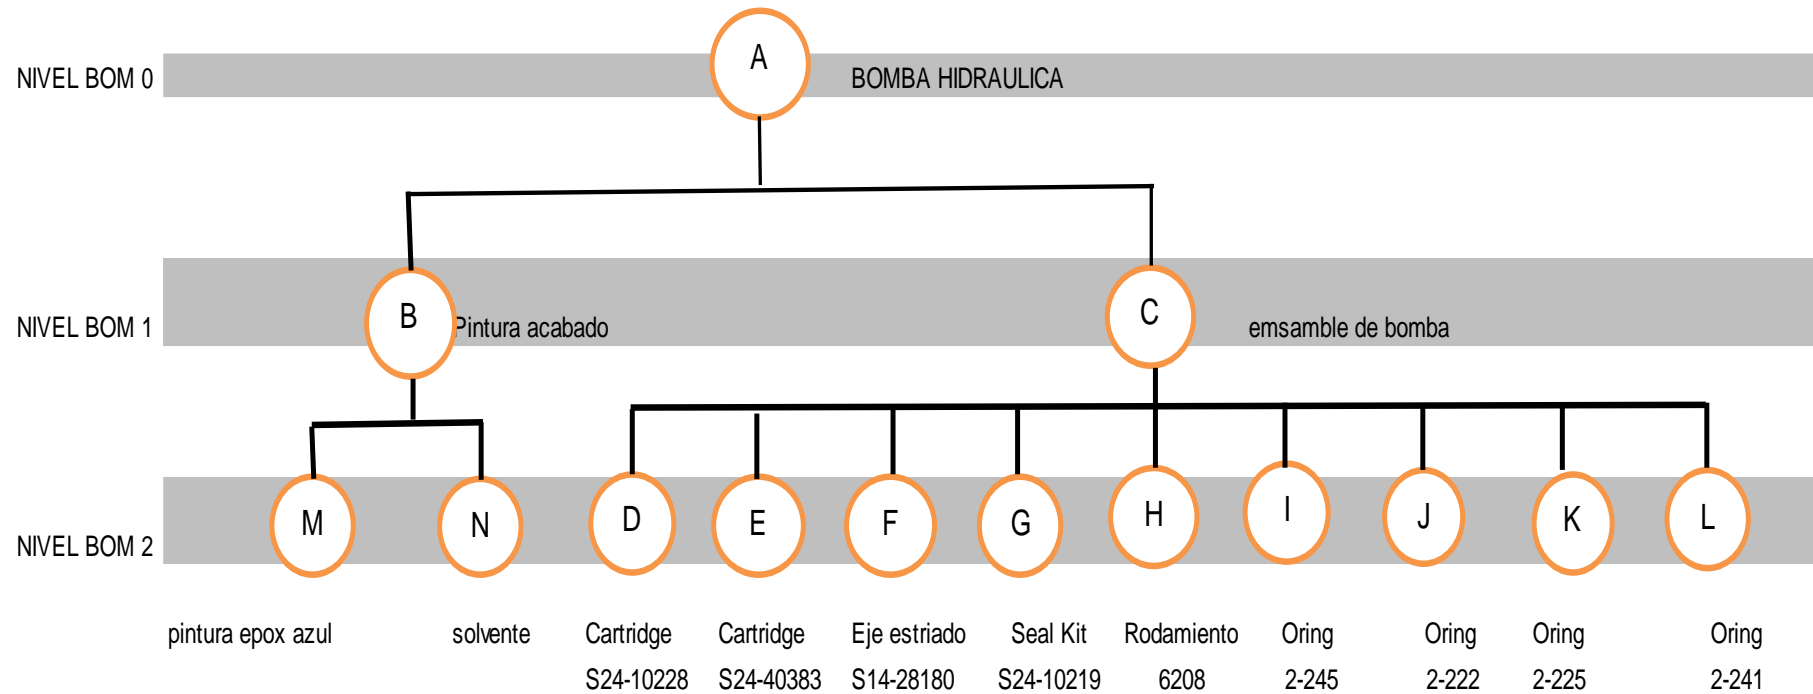 A
NIVEL BOM 0 BOMBA HIDRAULICA
B C
NIVEL BOM 1 Pintura acabado emsamble de bomba
M N D E F G H I J K L
NIVEL BOM 2
pintura epox azul solvente Cartridge Cartridge Eje estriado Seal Kit Rodamiento Oring Oring Oring Oring
S24-10228 S24-40383 S14-28180 S24-10219 6208 2-245 2-222 2-225 2-241